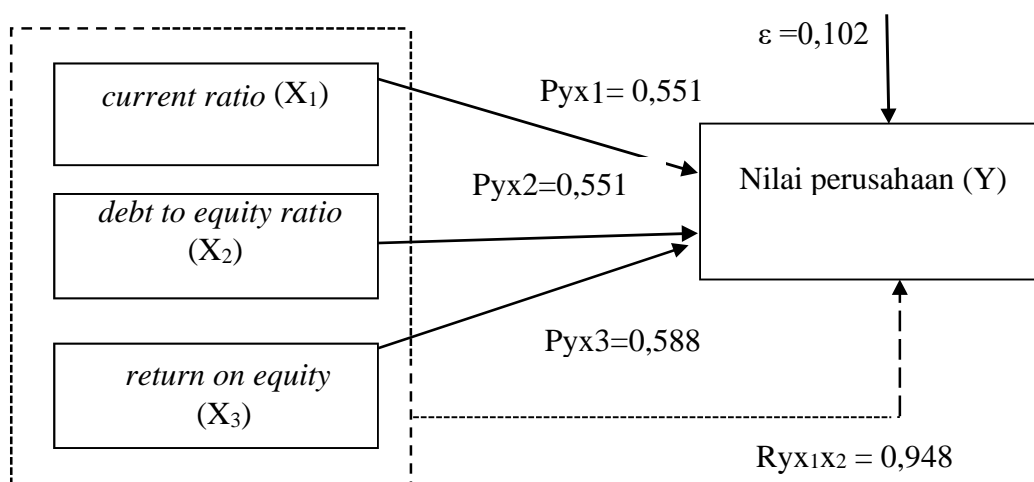 ε =0,102
current ratio (X₁)
Pyx1= 0,551
Nilai perusahaan (Y)
Pyx2=0,551
debt to equity ratio
(X₂)
Pyx3=0,588
return on equity
(X₃)
Ryx₁x₂ = 0,948